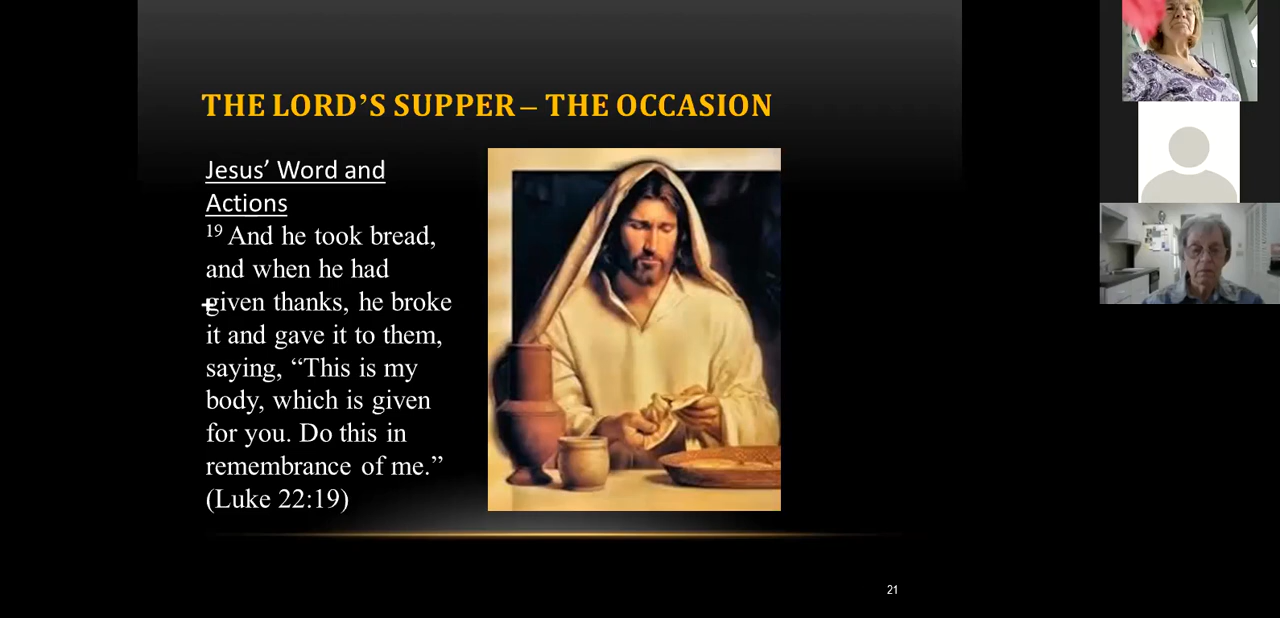 THE LORD’S SUPPER – THE OCCASION
Jesus’ Word and
Actions
19 And he took bread,
and when he had
given thanks, he broke
it and gave it to them,
saying, “This is my
body, which is given
for you. Do this in
remembrance of me.”
(Luke 22:19)
21